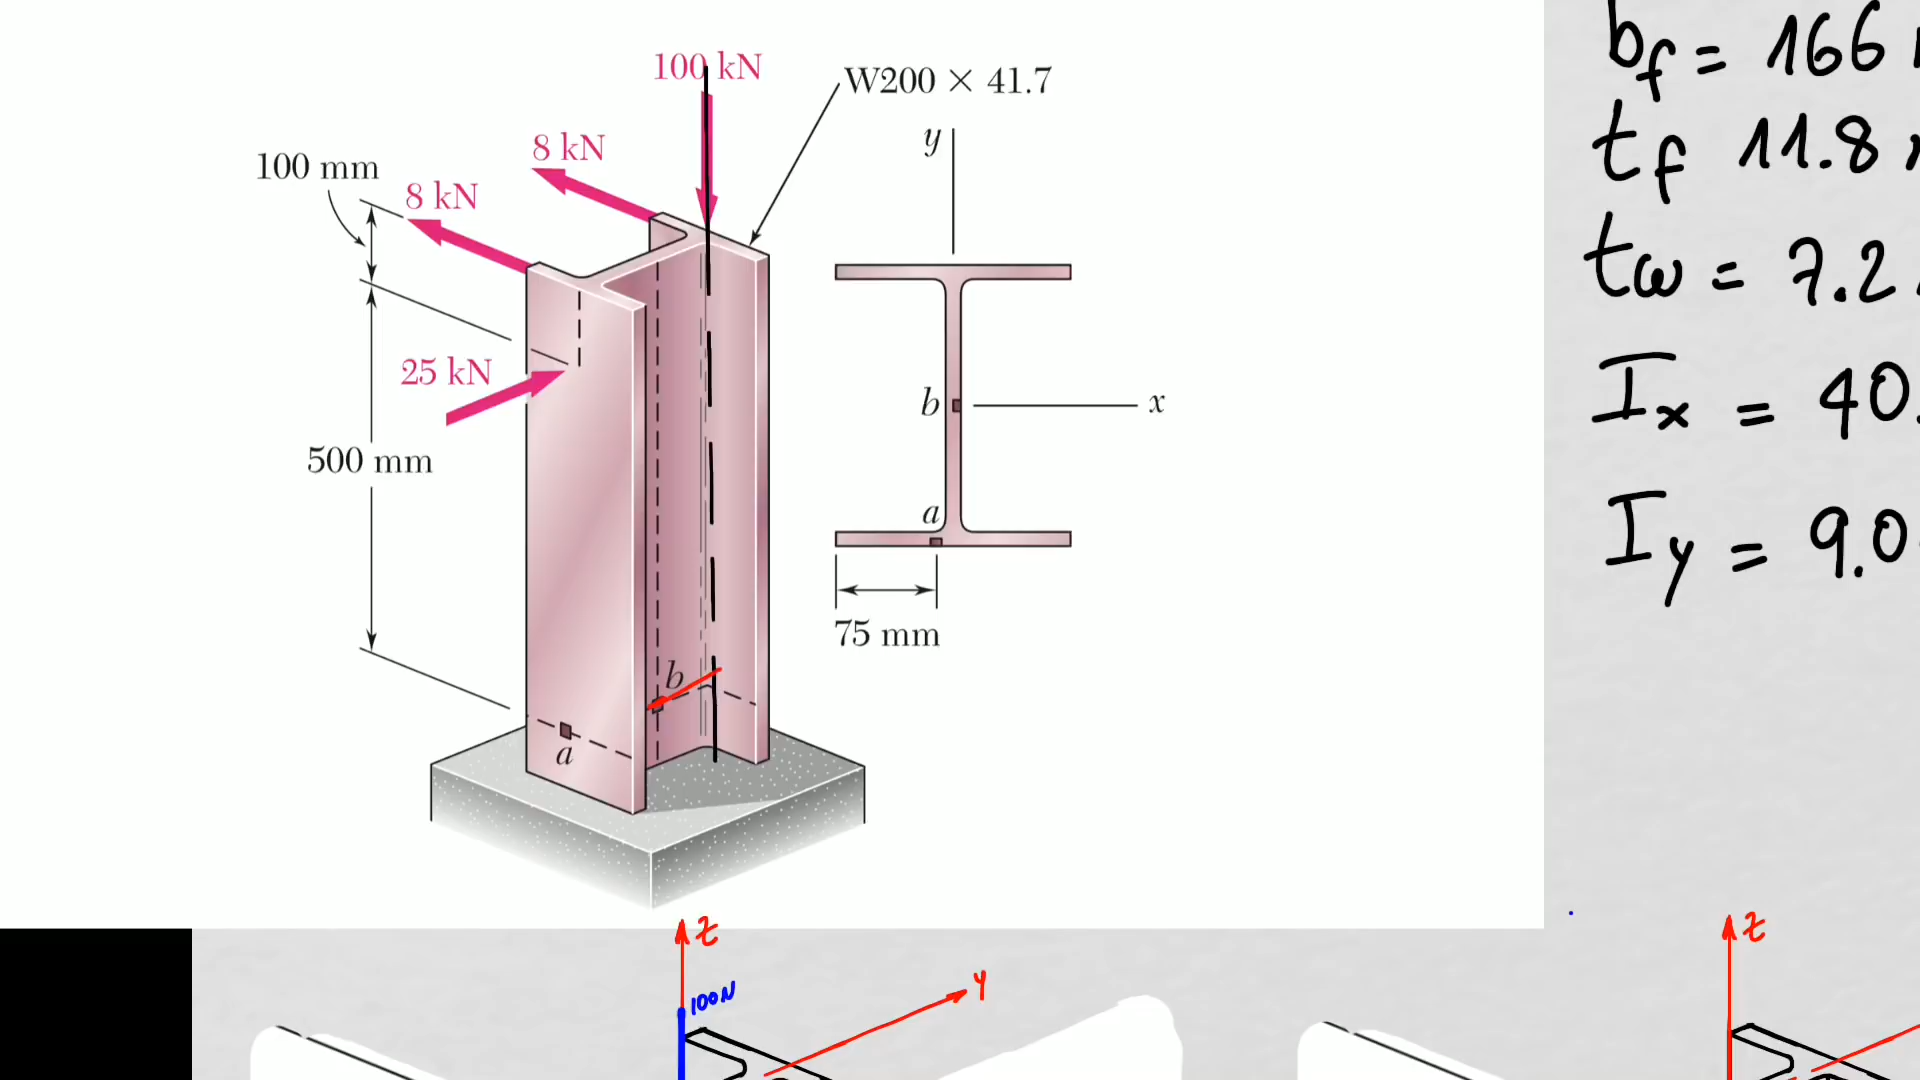 100 kN
W200 × 41.7
8 kN
100 mm
8 kN
y
25 kN
b
x
500 mm
a
75 mm
b
a
bf = 166
tf 11.8
tw = 7.2
Ix = 40.
Iy = 9.0
z
100N
y
z